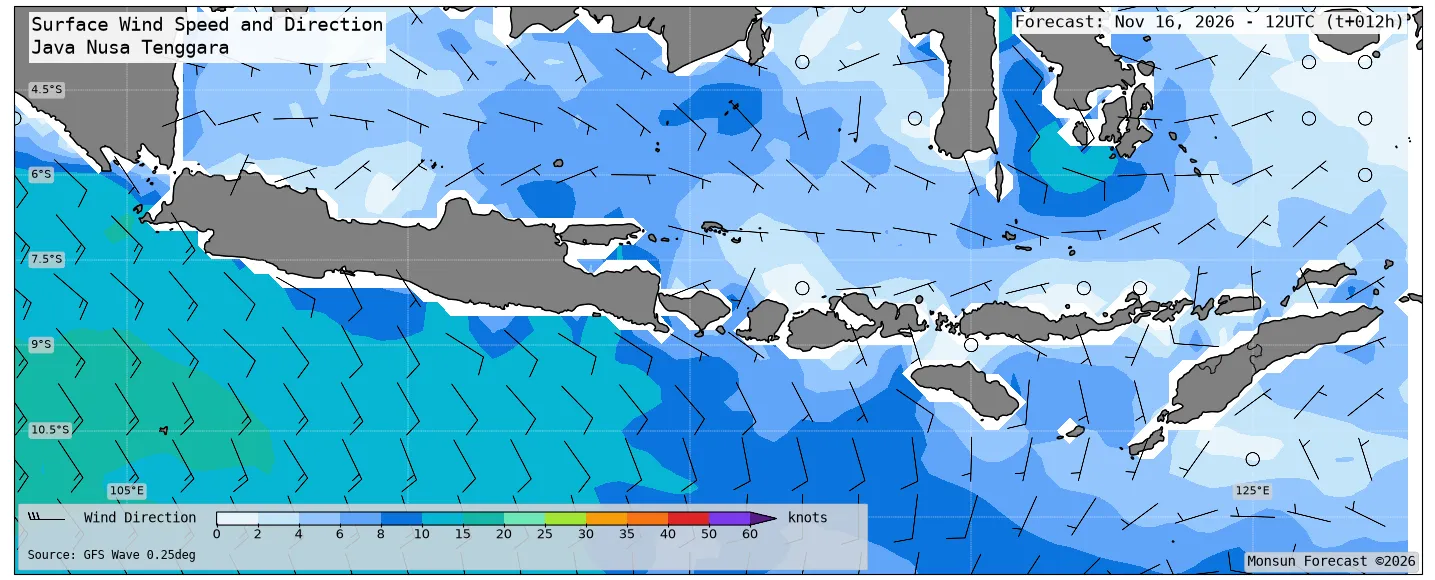 Surface Wind Speed and Direction
Java Nusa Tenggara
Forecast: Nov 16, 2026 - 12UTC (t+012h)
4.5°S
6°S
7.5°S
9°S
10.5°S
105°E
125°E
Wind Direction
knots
0 2 4 6 8 10 15 20 25 30 35 40 50 60
Source: GFS Wave 0.25deg
Monsun Forecast ©2026